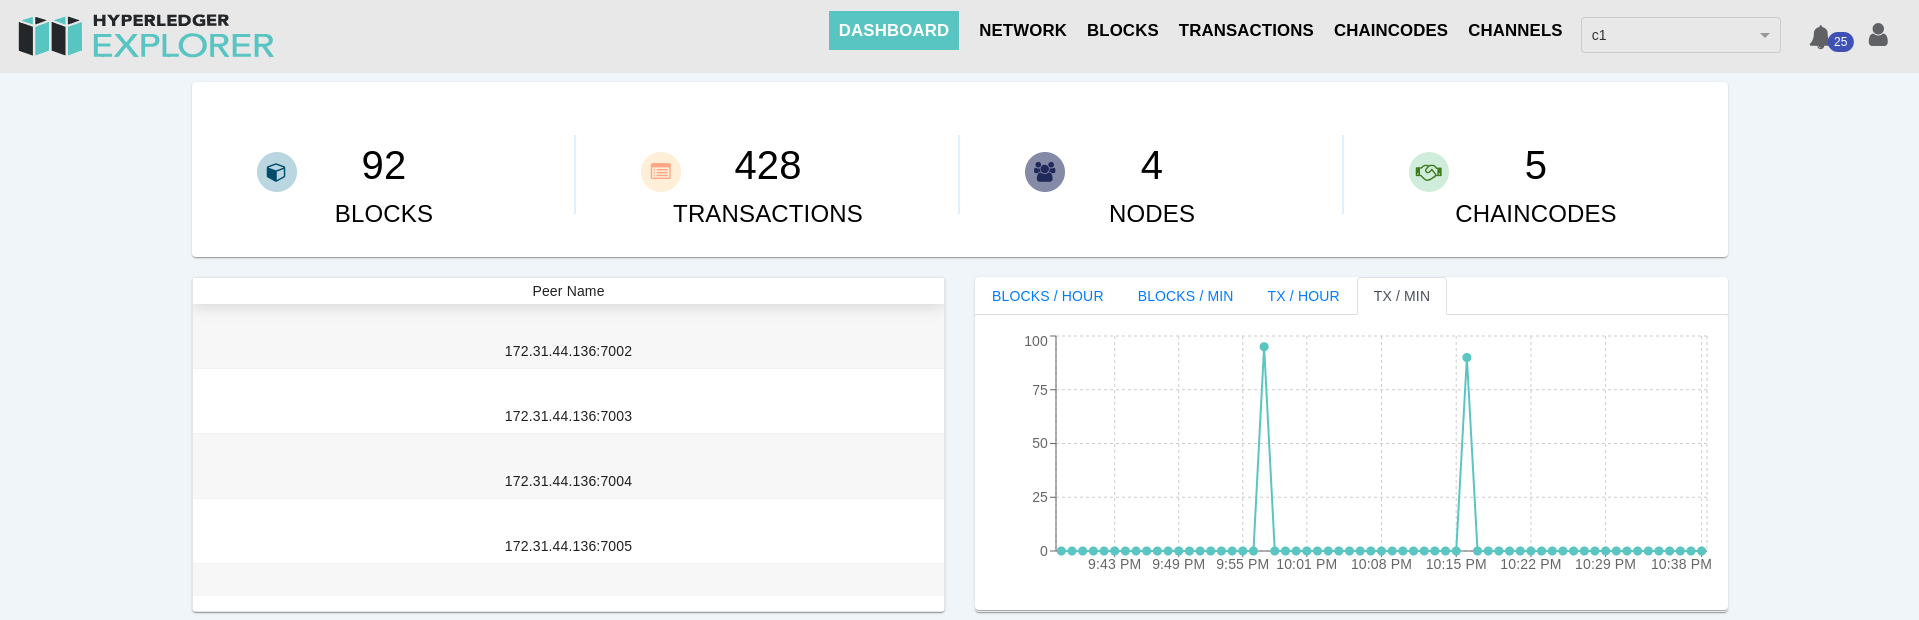 HYPERLEDGER
EXPLORER
DASHBOARD NETWORK BLOCKS TRANSACTIONS CHAINCODES CHANNELS
c1
25
92
BLOCKS
428
TRANSACTIONS
4
NODES
5
CHAINCODES
Peer Name
172.31.44.136:7002
172.31.44.136:7003
172.31.44.136:7004
172.31.44.136:7005
BLOCKS / HOUR BLOCKS / MIN TX / HOUR TX / MIN
100
75
50
25
0
9:43 PM 9:49 PM 9:55 PM 10:01 PM 10:08 PM 10:15 PM 10:22 PM 10:29 PM 10:38 PM